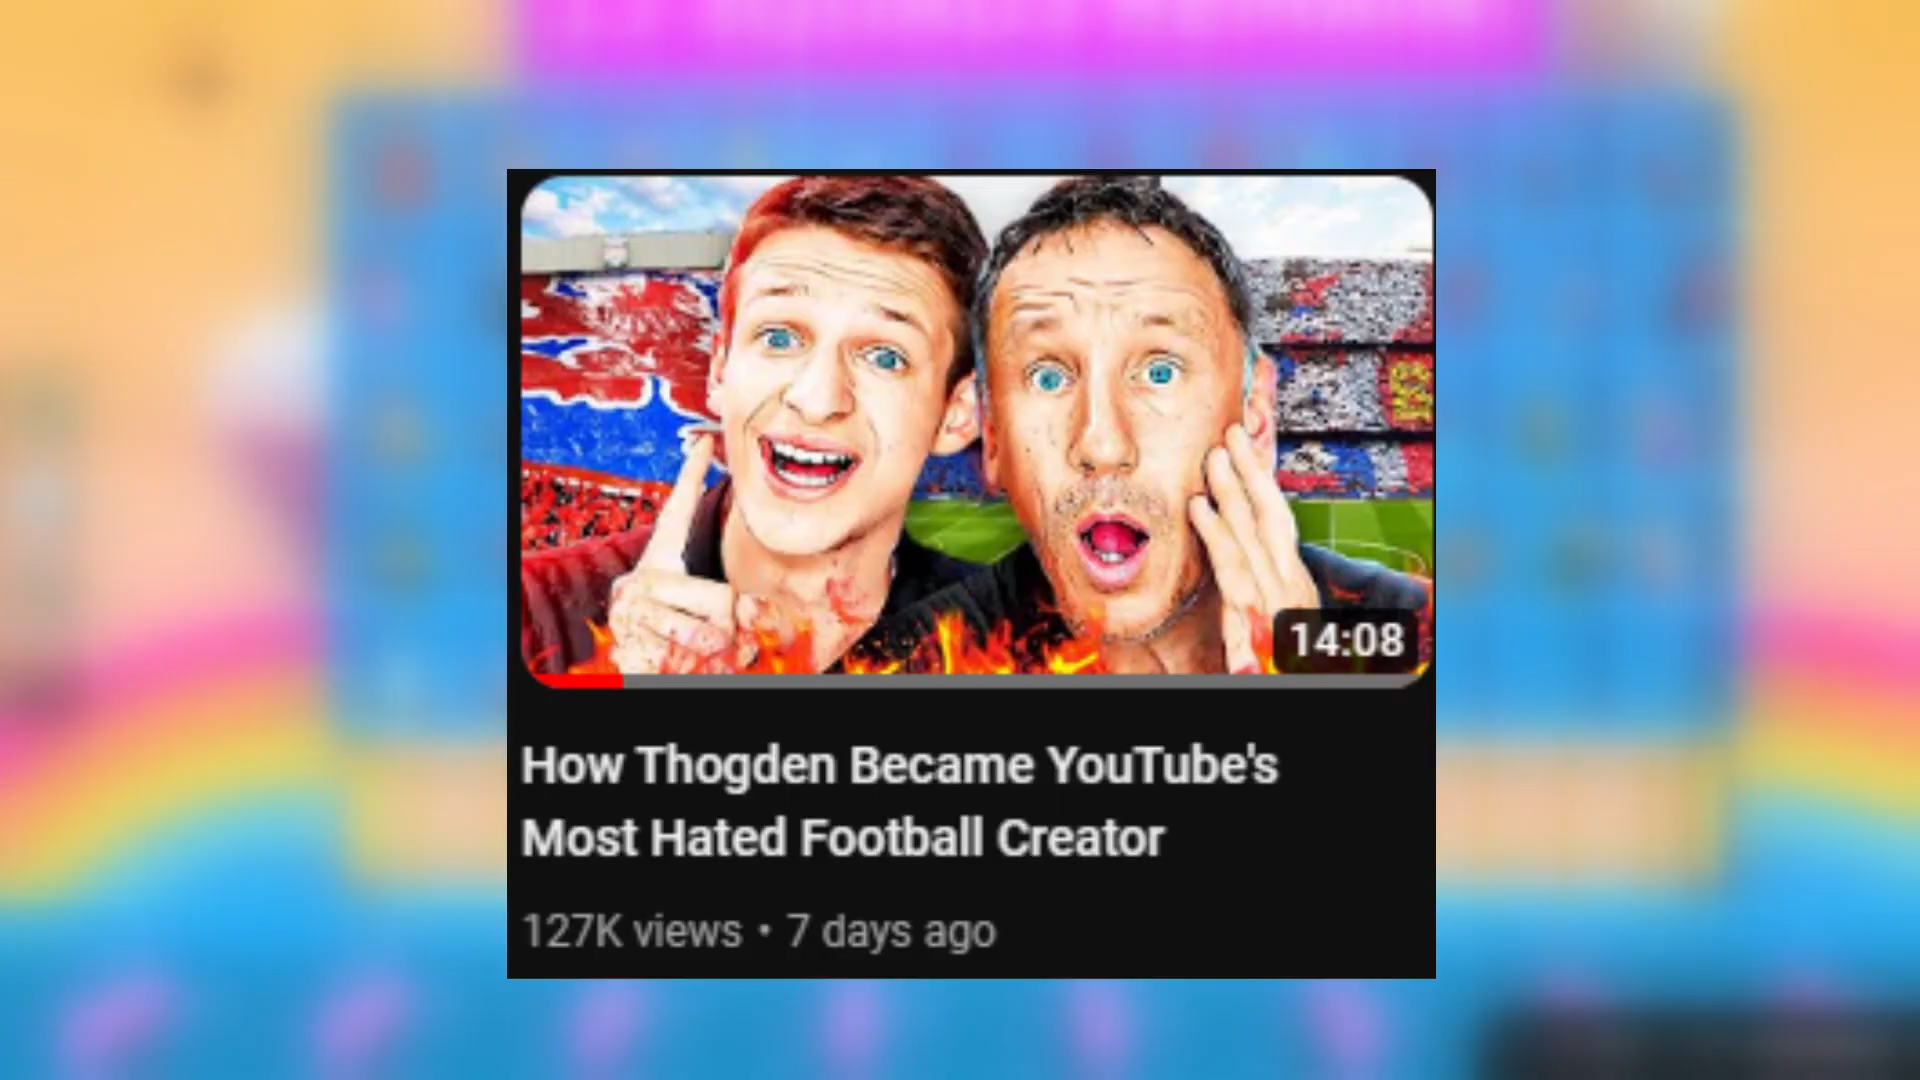 14:08
How Thogden Became YouTube's
Most Hated Football Creator
127K views • 7 days ago